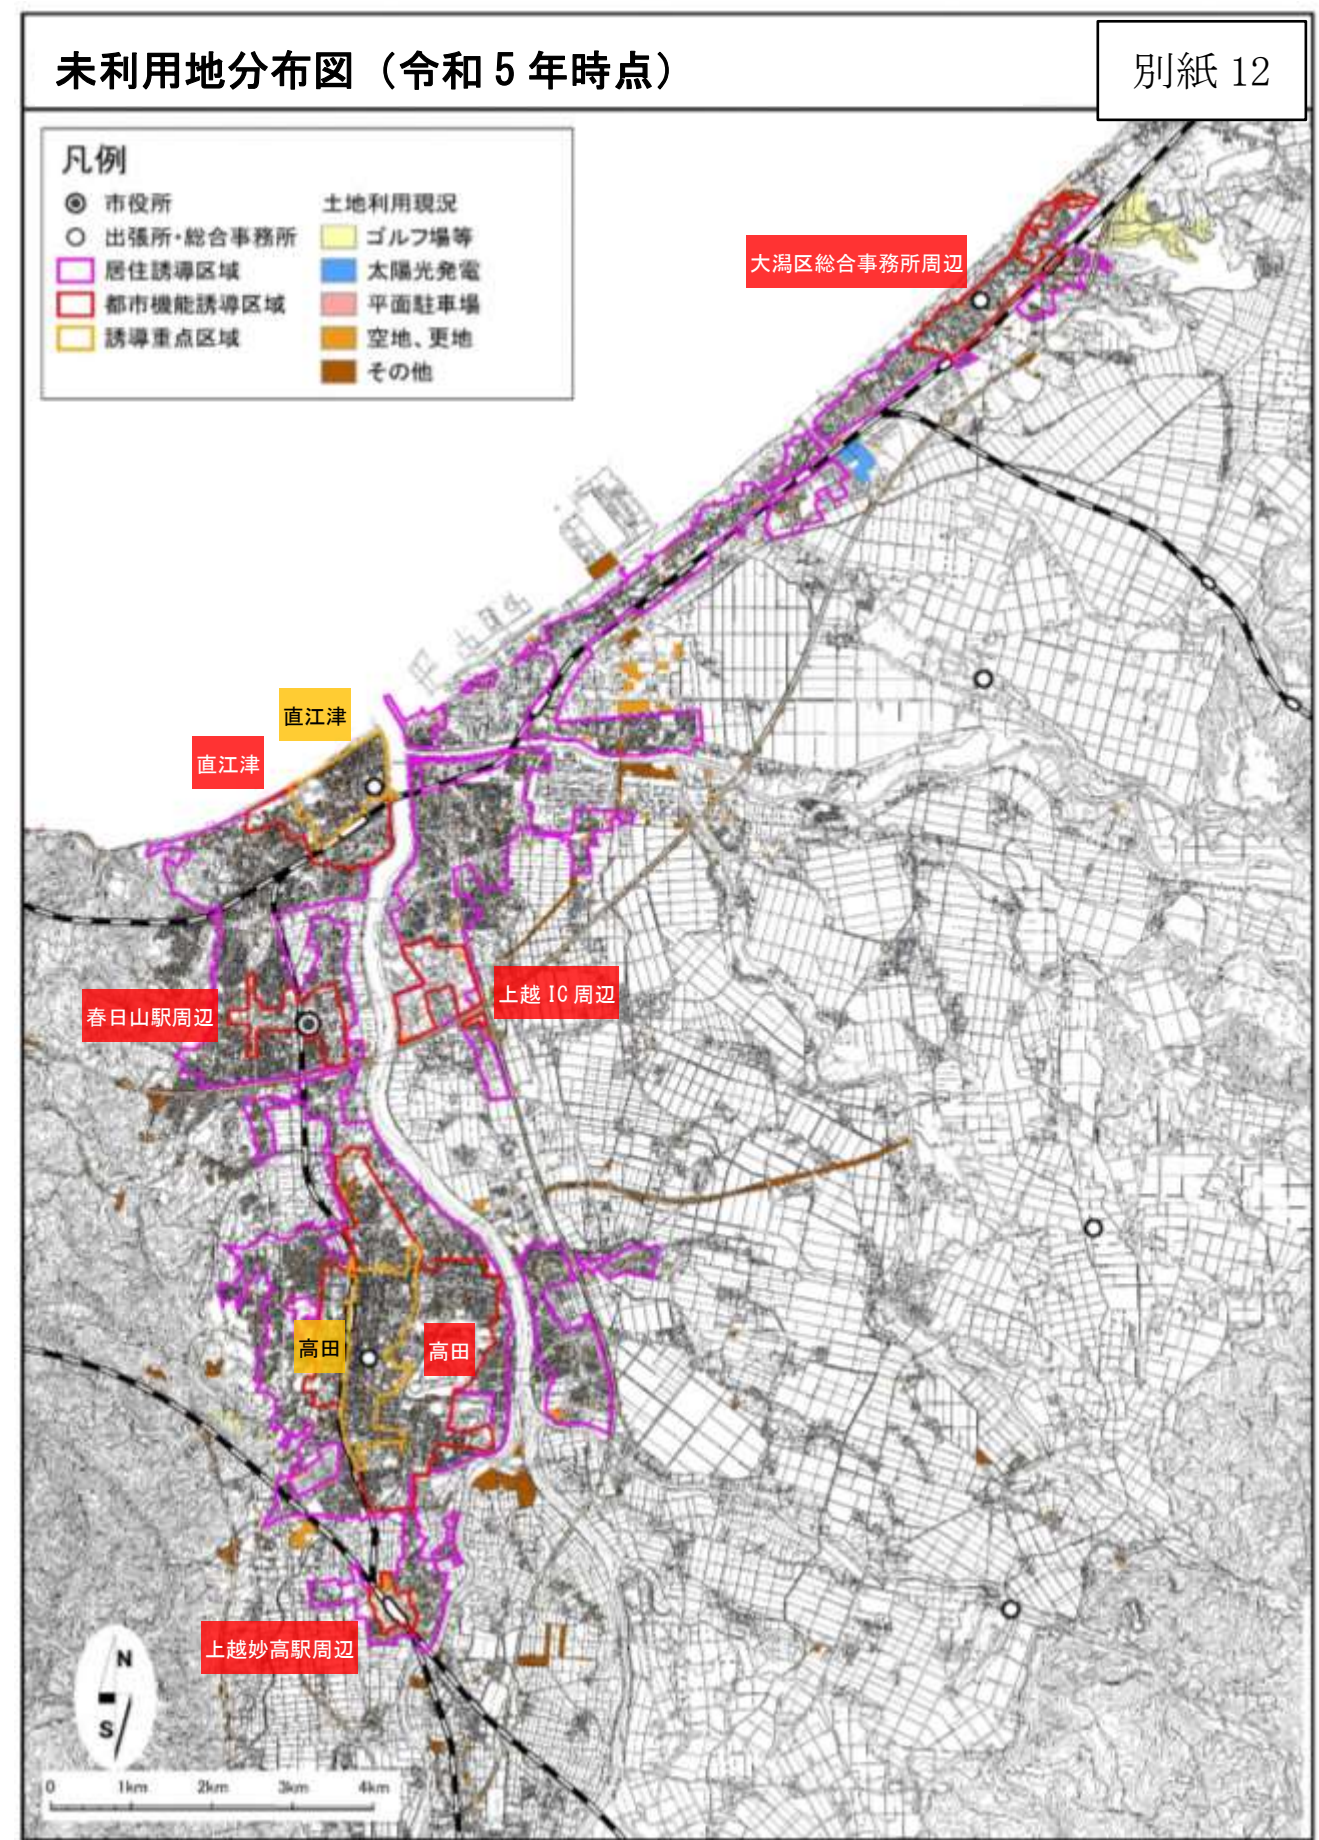 未利用地分布図（令和５年時点）
別紙 12
凡例
市役所
出張所・総合事務所
居住誘導区域
都市機能誘導区域
誘導重点区域
土地利用現況
ゴルフ場等
太陽光発電
平面駐車場
空地、更地
その他
大潟区総合事務所周辺
直江津
直江津
上越 IC 周辺
春日山駅周辺
高田
高田
上越妙高駅周辺
N
S
0 1km 2km 3km 4km